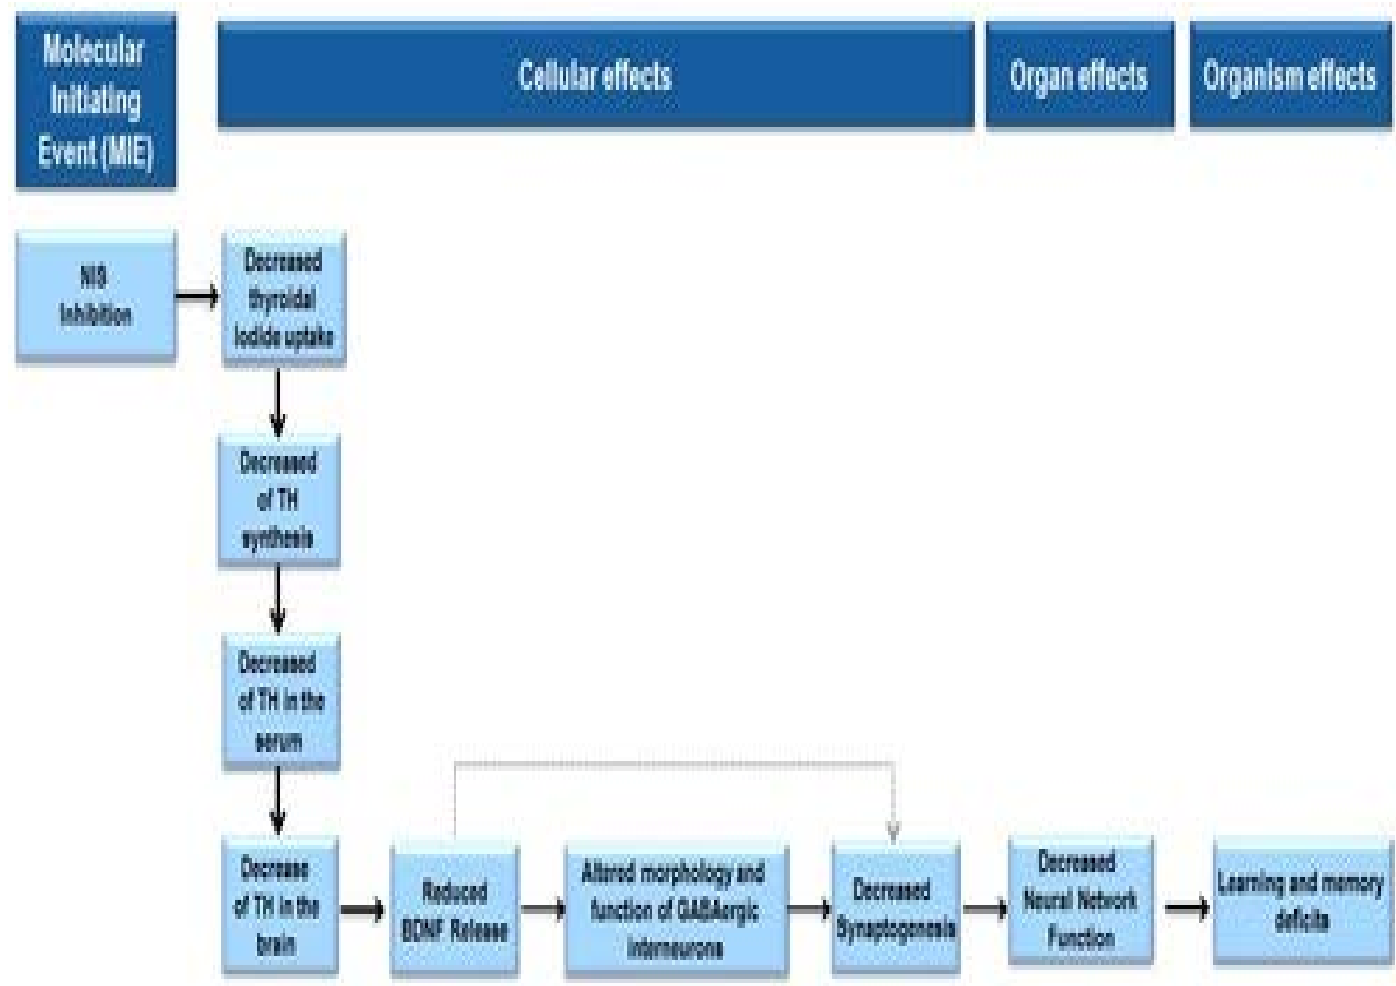 Molecular
Initiating
Event (MIE)
Cellular effects
Organ effects
Organism effects
NIS
Inhibition
Decreased
thyroidal
Iodide uptake
Decreased
of TH
synthesis
Decreased
of TH in the
serum
Decrease
of TH in the
brain
Reduced
BDNF Release
Altered morphology and
function of GABAergic
interneurons
Decreased
Synaptogenesis
Decreased
Neural Network
Function
Learning and memory
deficits